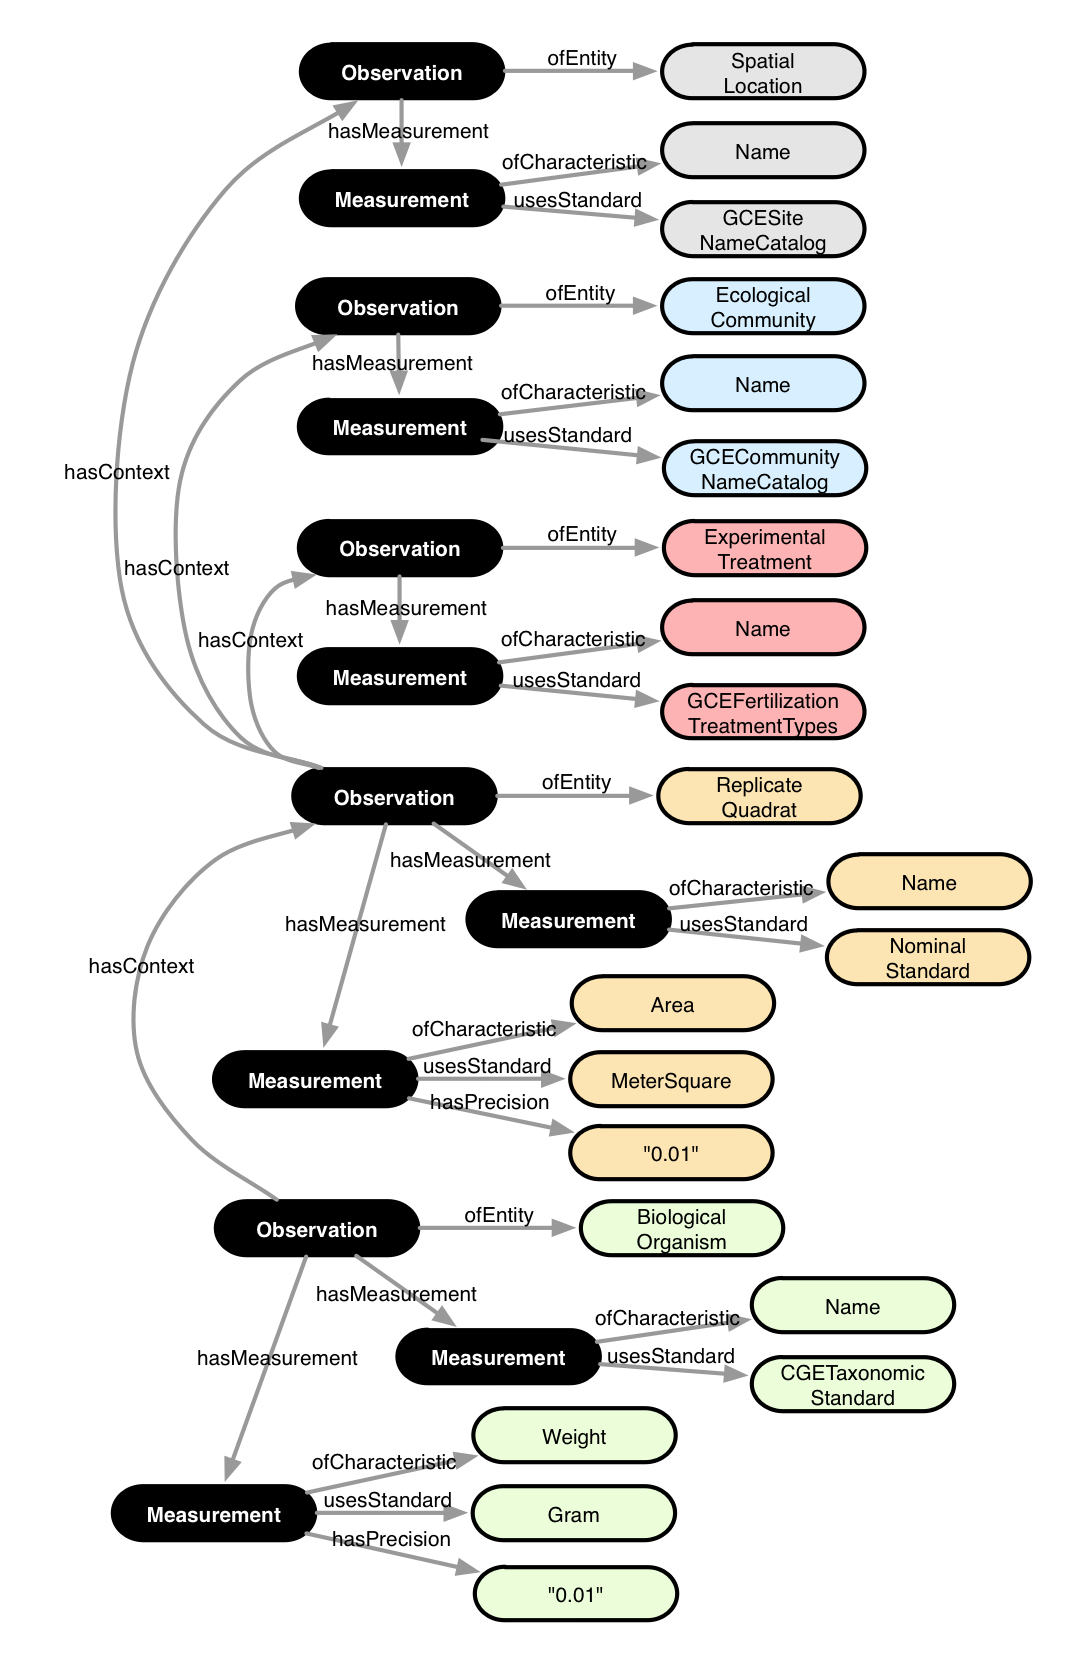 Observation
ofEntity
Spatial
Location
hasMeasurement
Measurement
ofCharacteristic
Name
usesStandard
GCESite
NameCatalog
Observation
ofEntity
Ecological
Community
hasMeasurement
Measurement
ofCharacteristic
Name
usesStandard
GCECommunity
NameCatalog
hasContext
hasContext
hasContext
Observation
ofEntity
Experimental
Treatment
hasMeasurement
Measurement
ofCharacteristic
Name
usesStandard
GCEFertilization
TreatmentTypes
Observation
ofEntity
Replicate
Quadrat
hasMeasurement
Measurement
ofCharacteristic
Name
usesStandard
Nominal
Standard
hasMeasurement
hasContext
Measurement
ofCharacteristic
Area
usesStandard
MeterSquare
hasPrecision
"0.01"
Observation
ofEntity
Biological
Organism
hasMeasurement
Measurement
ofCharacteristic
Name
usesStandard
CGETaxonomic
Standard
hasMeasurement
Measurement
ofCharacteristic
Weight
usesStandard
Gram
hasPrecision
"0.01"